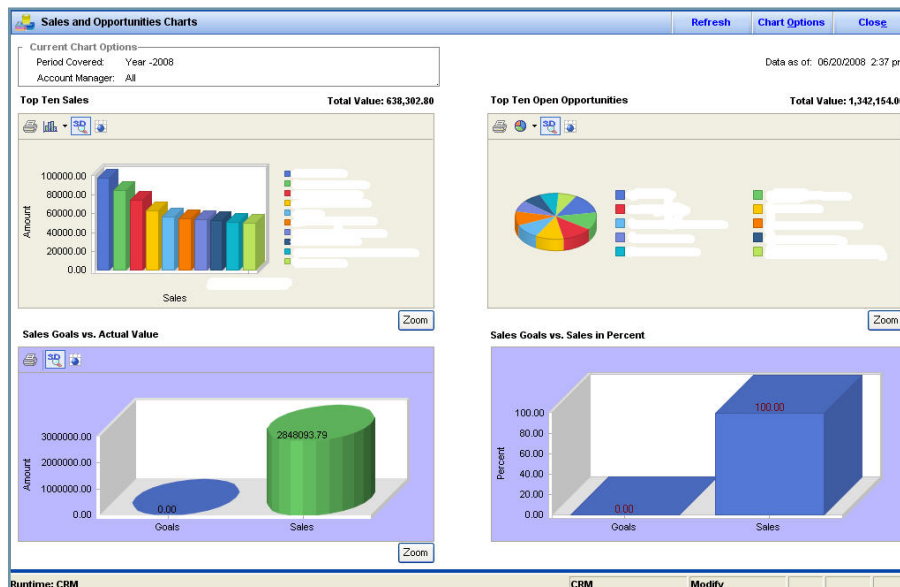 Sales and Opportunities Charts Refresh Chart Options Close
Current Chart Options
Period Covered: Year -2008
Data as of: 06/20/2008 2:37 pm
Account Manager: All
Top Ten Sales Total Value: 638,302.80
Top Ten Open Opportunities Total Value: 1,342,154.0
3D
3D
100000.00
80000.00
60000.00
40000.00
20000.00
0.00
Amount
Sales
Zoom
Zoom
Sales Goals vs. Actual Value
Sales Goals vs. Sales in Percent
3D
3000000.00
2000000.00
1000000.00
0.00
Amount
2848093.79
0.00
Goals Sales
100.00
80.00
60.00
40.00
20.00
0.00
Percent
100.00
0.00
Goals Sales
Zoom
Runtime: CRM CRM Modify